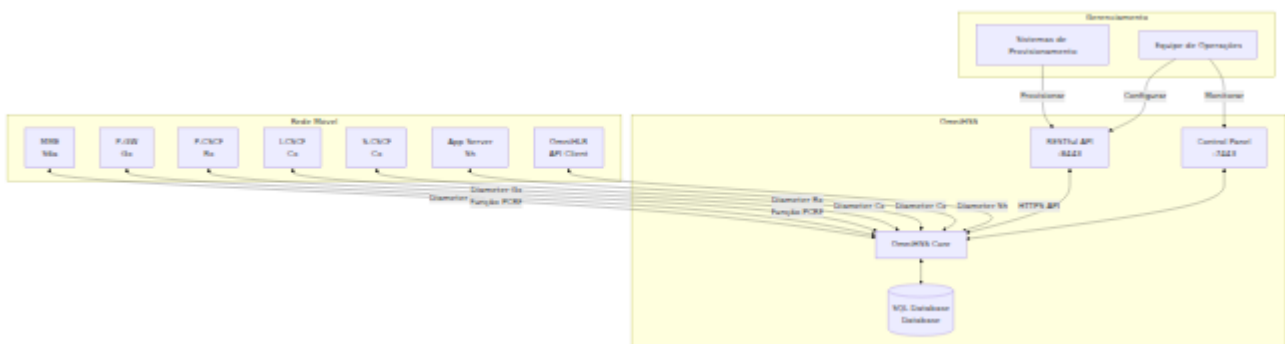 Gerenciamento
Sistemas de
Provisionamento
Equipe de Operações
Provisionar
Configurar
Monitorar
Rede Movel
MME
S6a
P-GW
Gx
P-CSCF
Rx
I-CSCF
Cx
S-CSCF
Cx
App Server
Sh
OmniHLR
API Client
OmniHSS
RESTful API
:8443
Control Panel
:7443
Diameter
Diameter Gx
Função PCRF
Diameter Rx
Função PCRF
Diameter Cx
Diameter Cx
Diameter Sh
HTTPS API
OmniHSS Core
SQL Database
Database